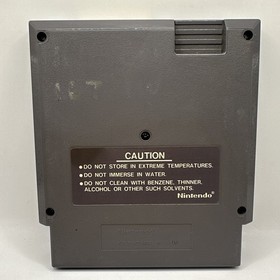 CAUTION
• DO NOT STORE IN EXTREME TEMPERATURES.
• DO NOT IMMERSE IN WATER.
• DO NOT CLEAN WITH BENZENE, THINNER,
ALCOHOL OR OTHER SUCH SOLVENTS.
Nintendo®